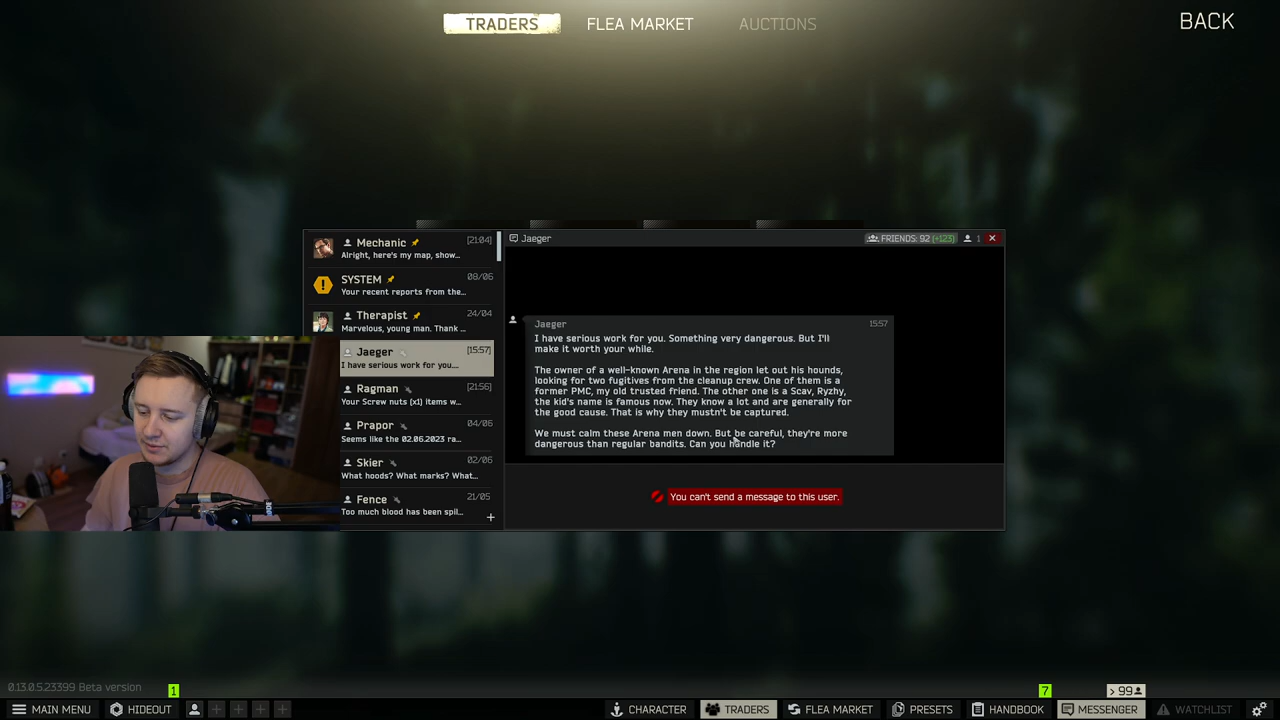 TRADERS
FLEA MARKET
AUCTIONS
BACK
Mechanic
[21:04]
Alright, here's my map, show...
SYSTEM
08/06
Your recent reports from the...
Therapist
24/04
Marvelous, young man. Thank ...
Jaeger
[15:57]
I have serious work for you....
Ragman
[21:56]
Your Screw nuts (x1) items w...
Prapor
04/06
Seems like the 02.06.2023 ra...
Skier
02/06
What hoods? What marks? What...
Fence
21/05
Too much blood has been spil...
Jaeger
FRIENDS: 92 (+123)
1
Jaeger
15:57
I have serious work for you. Something very dangerous. But I'll
make it worth your while.
The owner of a well-known Arena in the region let out his hounds,
looking for two fugitives from the cleanup crew. One of them is a
former PMC, my old trusted friend. The other one is a Scav, Ryzhy,
the kid's name is famous now. They know a lot and are generally for
the good cause. That is why they mustn't be captured.
We must calm these Arena men down. But be careful, they're more
dangerous than regular bandits. Can you handle it?
You can't send a message to this user.
0.13.0.5.23399 Beta version
1
7
> 99
MAIN MENU
HIDEOUT
CHARACTER
TRADERS
FLEA MARKET
PRESETS
HANDBOOK
MESSENGER
WATCHLIST